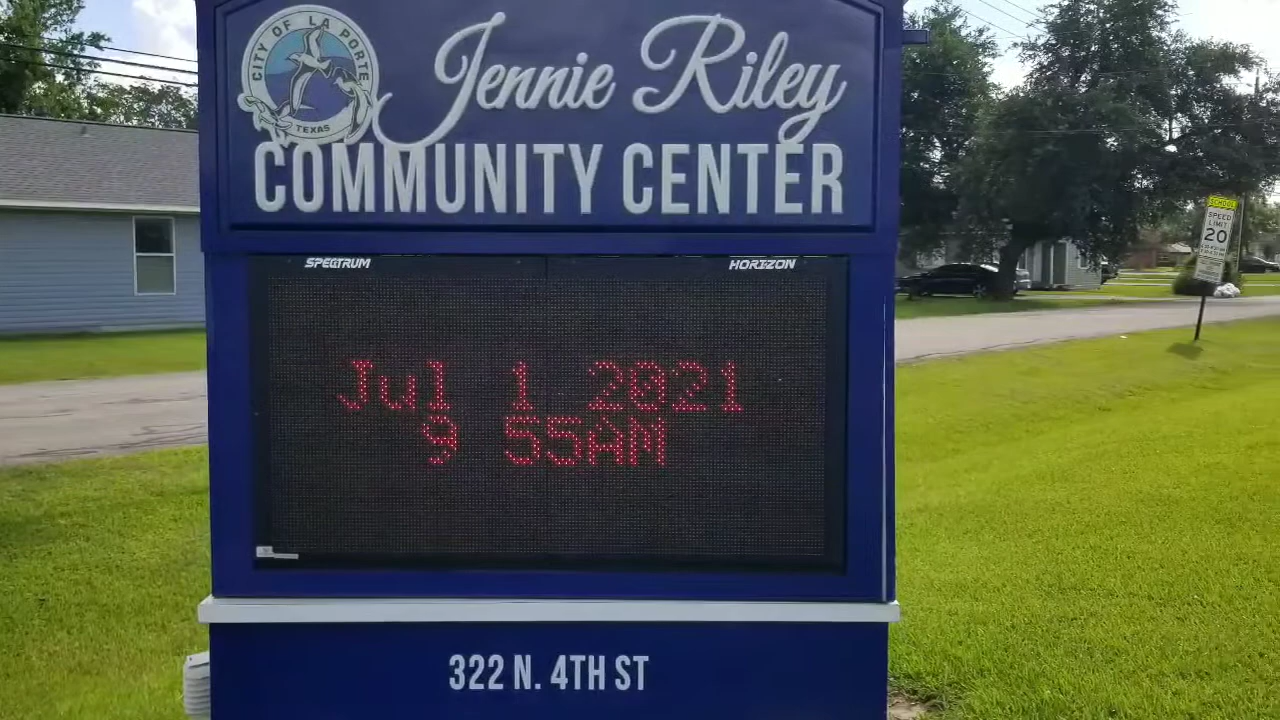 CITY OF LA PORTE
TEXAS
Jennie Riley
COMMUNITY CENTER
SPECTRUM
HORIZON
Jul 1 2021
9 55AM
322 N. 4TH ST
SCHOOL
SPEED
LIMIT
20